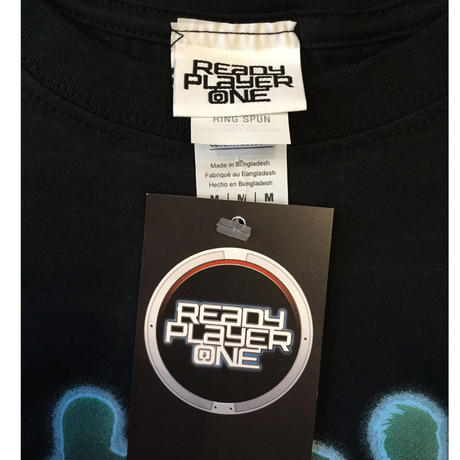 READY
PLAYER
ONE
RING SPUN
Made in Bangladesh
Fabriqué au Bangladesh
Hecho en Bangladesh
M | M | M
READY
PLAYER
ONE